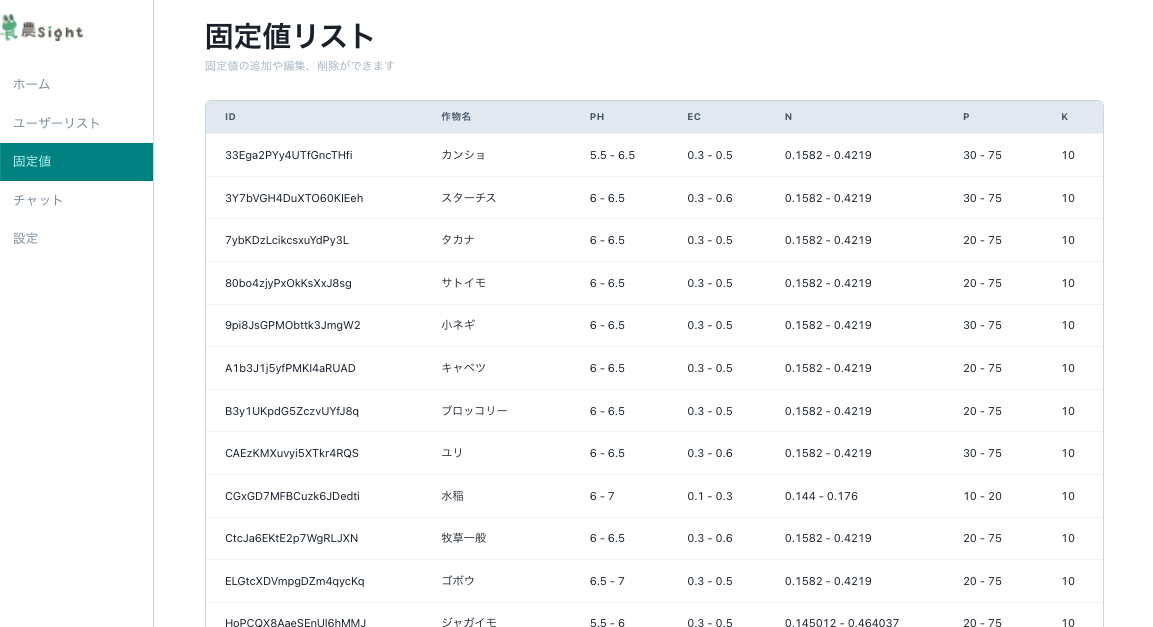 農Sight
ホーム
ユーザーリスト
固定値
チャット
設定
固定値リスト
固定値の追加や編集、削除ができます
ID 作物名 PH EC N P K
33Ega2PYy4UTfGncTHfi カンショ 5.5 - 6.5 0.3 - 0.5 0.1582 - 0.4219 30 - 75 10
3Y7bVGH4DuXTO60KIEeh スターチス 6 - 6.5 0.3 - 0.6 0.1582 - 0.4219 30 - 75 10
7ybKDzLcikcsxuYdPy3L タカナ 6 - 6.5 0.3 - 0.5 0.1582 - 0.4219 20 - 75 10
80bo4zjyPxOkKsXxJ8sg サトイモ 6 - 6.5 0.3 - 0.5 0.1582 - 0.4219 20 - 75 10
9pi8JsGPMObttk3JmgW2 小ネギ 6 - 6.5 0.3 - 0.5 0.1582 - 0.4219 30 - 75 10
A1b3J1j5yfPMKI4aRUAD キャベツ 6 - 6.5 0.3 - 0.5 0.1582 - 0.4219 20 - 75 10
B3y1UKpdG5ZczvUYfJ8q ブロッコリー 6 - 6.5 0.3 - 0.5 0.1582 - 0.4219 20 - 75 10
CAEzKMXuvyi5XTkr4RQS ユリ 6 - 6.5 0.3 - 0.6 0.1582 - 0.4219 30 - 75 10
CGxGD7MFBCuzk6JDedti 水稲 6 - 7 0.1 - 0.3 0.144 - 0.176 10 - 20 10
CtcJa6EKtE2p7WgRLJXN 牧草一般 6 - 6.5 0.3 - 0.6 0.1582 - 0.4219 20 - 75 10
ELGtcXDVmpgDZm4qycKq ゴボウ 6.5 - 7 0.3 - 0.5 0.1582 - 0.4219 20 - 75 10
HoPCQX8AaeSEnUI6hMMJ ジャガイモ 5.5 - 6 0.3 - 0.5 0.145012 - 0.464037 20 - 75 10